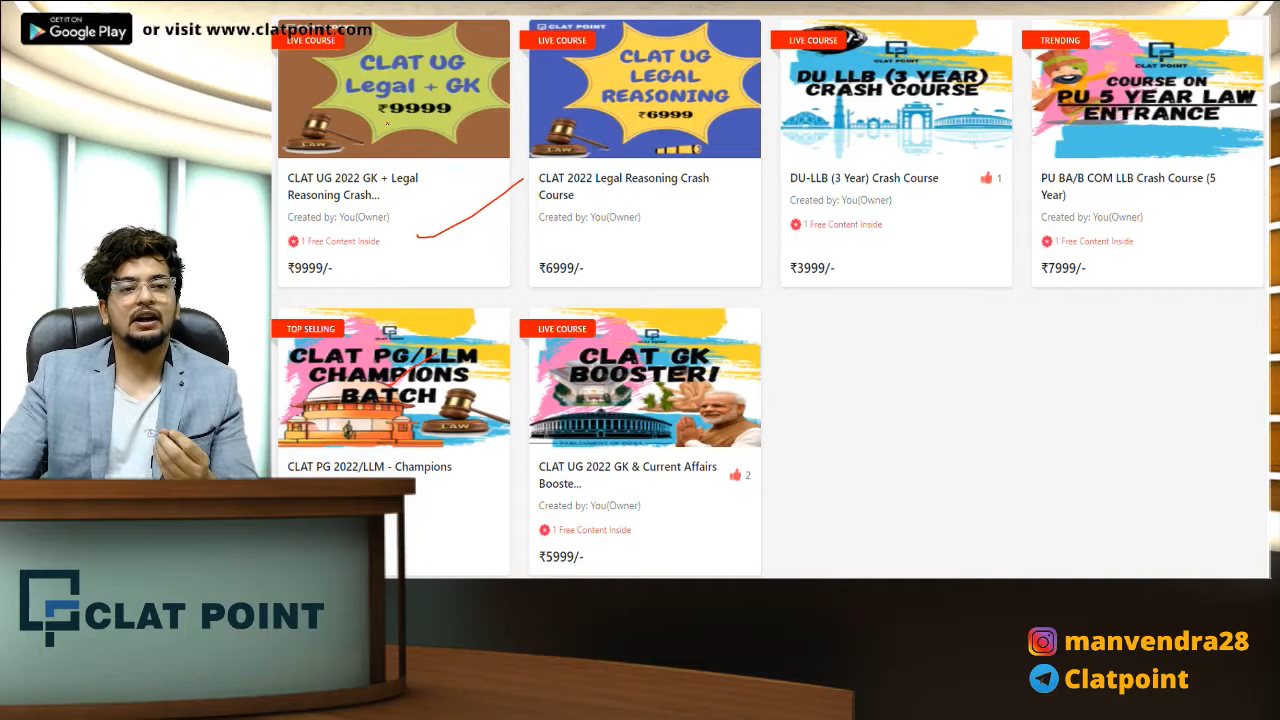 GET IT ON
Google Play
or visit www.clatpoint.com
LIVE COURSE
CLAT UG
Legal + GK
₹9999
LAW
CLAT UG 2022 GK + Legal
Reasoning Crash...
Created by: You(Owner)
1 Free Content Inside
₹9999/-
CLAT POINT
LIVE COURSE
CLAT UG
LEGAL
REASONING
₹6999
LAW
CLAT 2022 Legal Reasoning Crash
Course
Created by: You(Owner)
₹6999/-
LIVE COURSE
CLAT POINT
DU LLB (3 YEAR)
CRASH COURSE
DU-LLB (3 Year) Crash Course
1
Created by: You(Owner)
1 Free Content Inside
₹3999/-
TRENDING
CLAT POINT
COURSE ON
PU 5 YEAR LAW
ENTRANCE
PU BA/B COM LLB Crash Course (5
Year)
Created by: You(Owner)
1 Free Content Inside
₹7999/-
TOP SELLING
CLAT PG/LLM
CHAMPIONS
BATCH
LAW
CLAT PG 2022/LLM - Champions
LIVE COURSE
CLAT GK
BOOSTER!
CLAT UG 2022 GK & Current Affairs
Booste...
2
Created by: You(Owner)
1 Free Content Inside
₹5999/-
CLAT POINT
manvendra28
Clatpoint